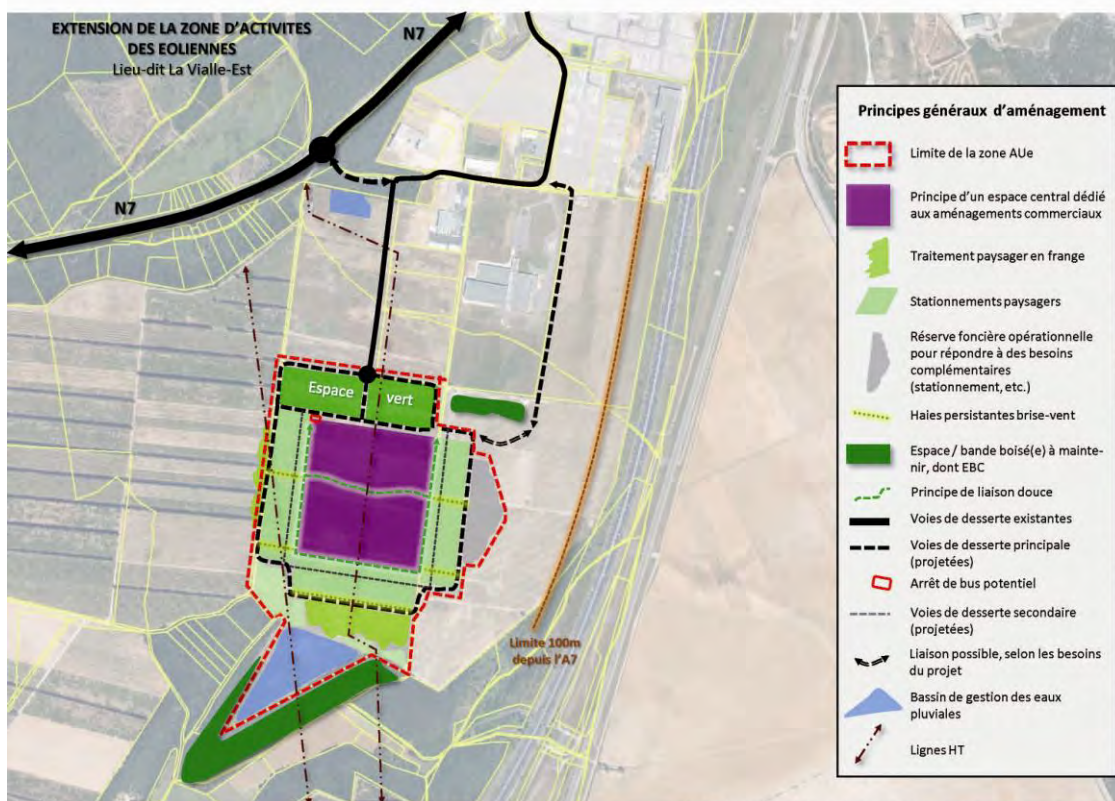 EXTENSION DE LA ZONE D'ACTIVITES
DES EOLIENNES
Lieu-dit La Vialle-Est
N7
N7
Espace vert
Limite 100m
depuis l'A7
Principes généraux d'aménagement
Limite de la zone AUe
Principe d'un espace central dédié
aux aménagements commerciaux
Traitement paysager en frange
Stationnements paysagers
Réserve foncière opérationnelle
pour répondre à des besoins
complémentaires
(stationnement, etc.)
Haies persistantes brise-vent
Espace / bande boisé(e) à mainte-
nir, dont EBC
Principe de liaison douce
Voies de desserte existantes
Voies de desserte principale
(projetées)
Arrêt de bus potentiel
Voies de desserte secondaire
(projetées)
Liaison possible, selon les besoins
du projet
Bassin de gestion des eaux
pluviales
Lignes HT